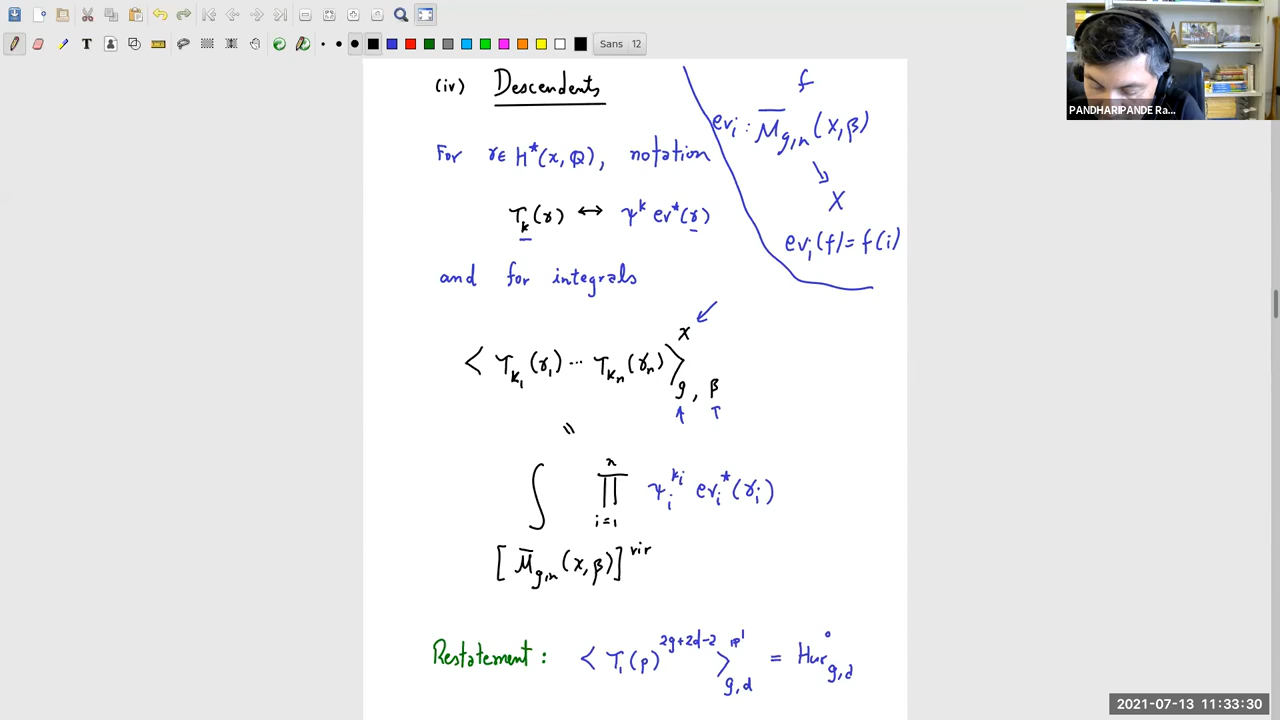 Sans 12
PANDHARIPANDE Ra...
(iv) Descendents
f
ev_i : M̄_{g,n}(X,β)
↘
X
ev_i(f) = f(i)
For γ ∈ H*(X,ℚ), notation
τ_k(γ) ↔ ψ^k ev*(γ)
and for integrals
< τ_{k_1}(γ_1) ··· τ_{k_n}(γ_n) >^X_{g,β}
=
∫_{[M̄_{g,n}(X,β)]^{vir}} ∏_{i=1}^{n} ψ_i^{k_i} ev_i^*(γ_i)
Restatement : < τ_1(p)^{2g+2d-2} >^{ℙ^1}_{g,d} = Hur°_{g,d}
2021-07-13 11:33:30